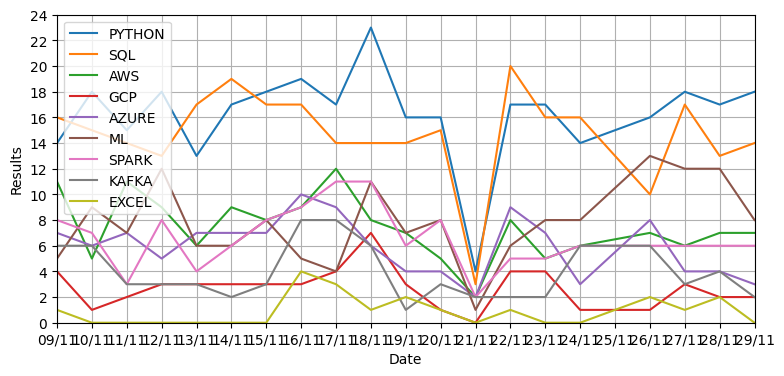 24
22
20
18
16
14
12
10
8
6
4
2
0
Results
PYTHON
SQL
AWS
GCP
AZURE
ML
SPARK
KAFKA
EXCEL
09/11 10/11 11/11 12/11 13/11 14/11 15/11 16/11 17/11 18/11 19/11 20/11 21/11 22/11 23/11 24/11 25/11 26/11 27/11 28/11 29/11
Date